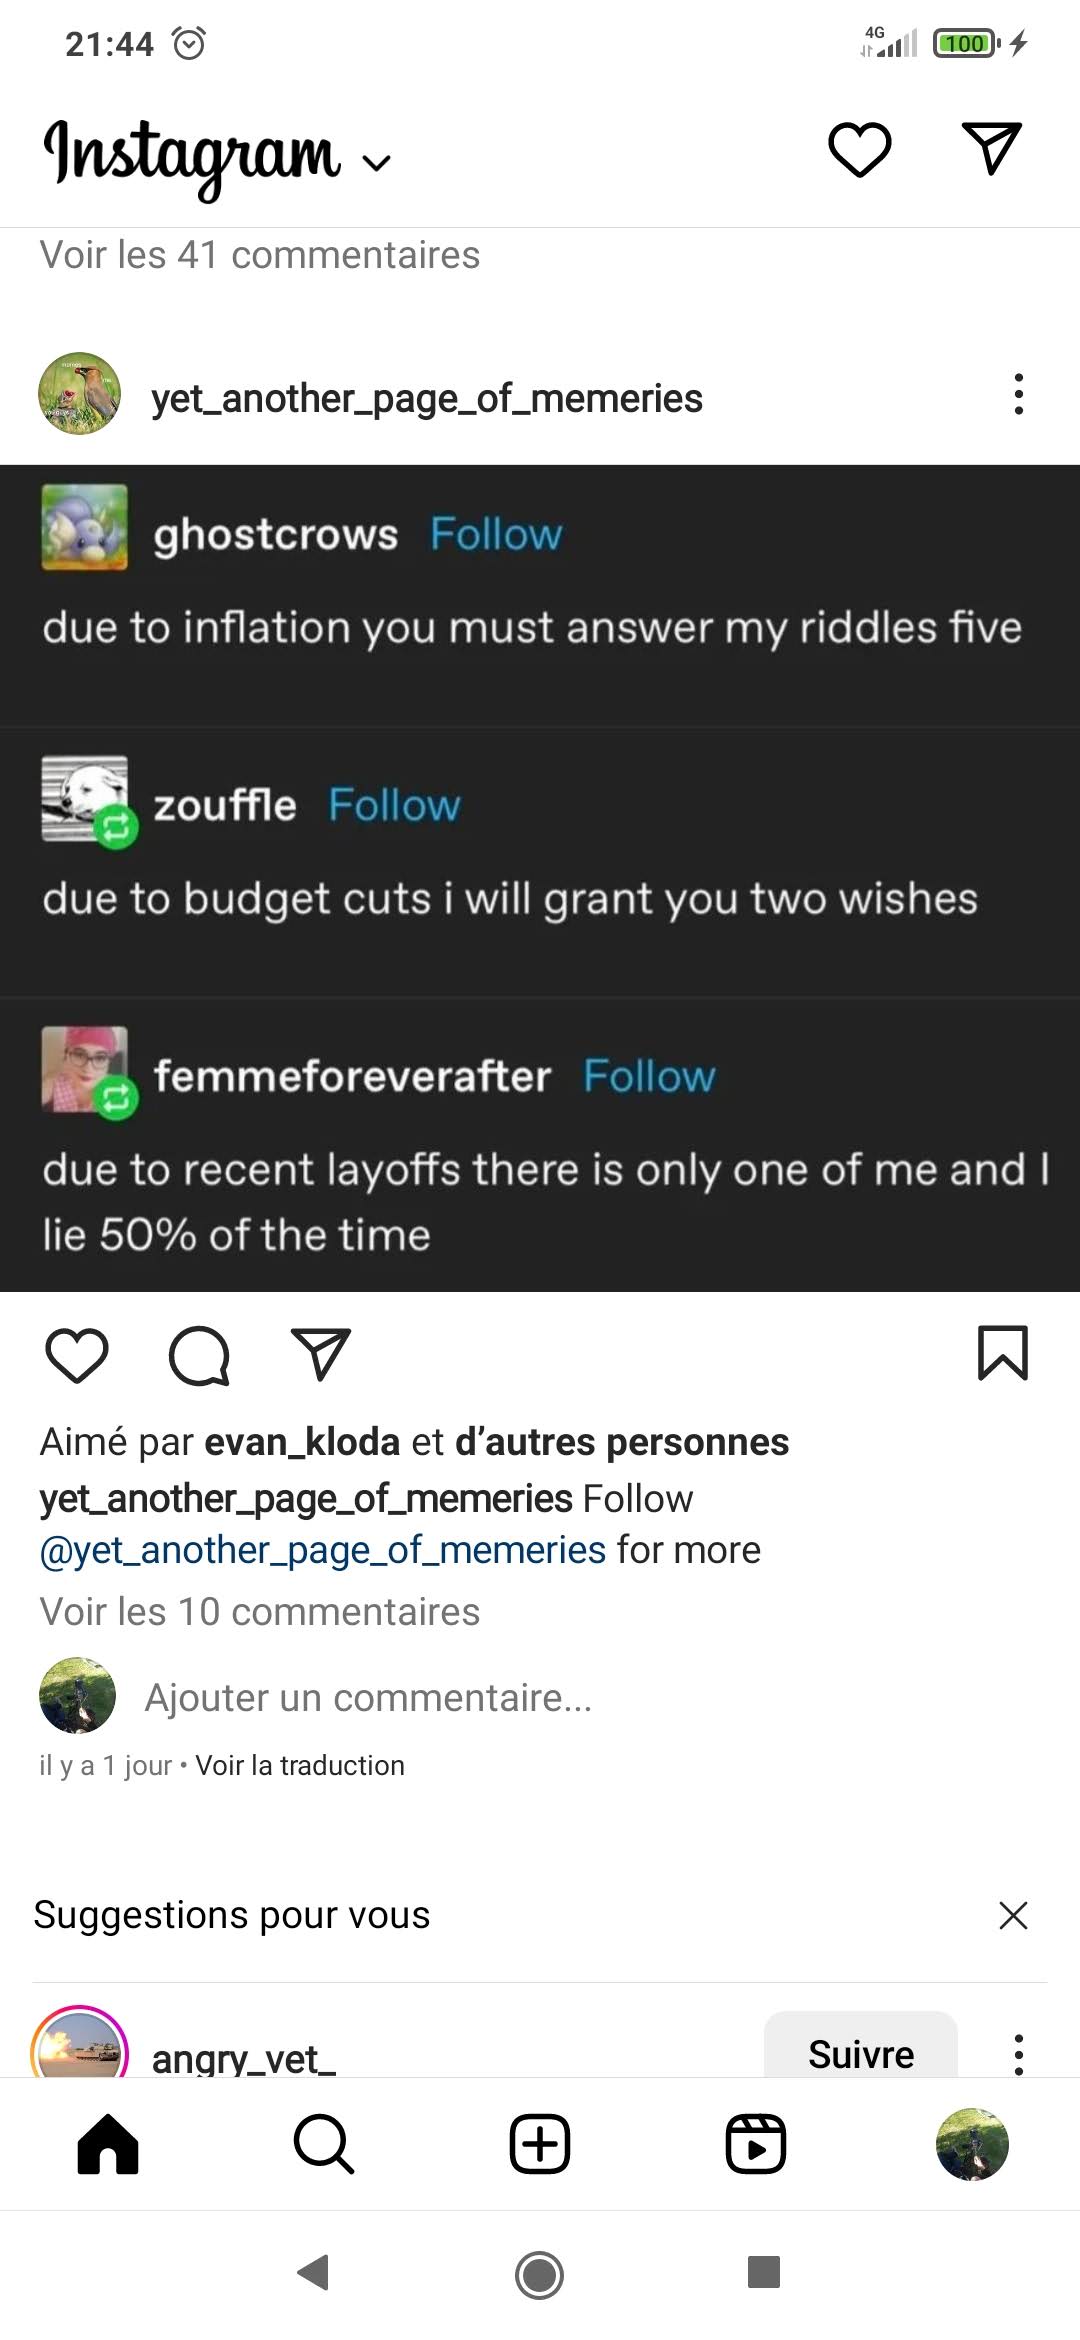 21:44
4G
100
Instagram
Voir les 41 commentaires
yet_another_page_of_memeries
ghostcrows Follow
due to inflation you must answer my riddles five
zouffle Follow
due to budget cuts i will grant you two wishes
femmeforeverafter Follow
due to recent layoffs there is only one of me and I
lie 50% of the time
Aimé par evan_kloda et d’autres personnes
yet_another_page_of_memeries Follow
@yet_another_page_of_memeries for more
Voir les 10 commentaires
Ajouter un commentaire...
il y a 1 jour • Voir la traduction
Suggestions pour vous
angry_vet_
Suivre